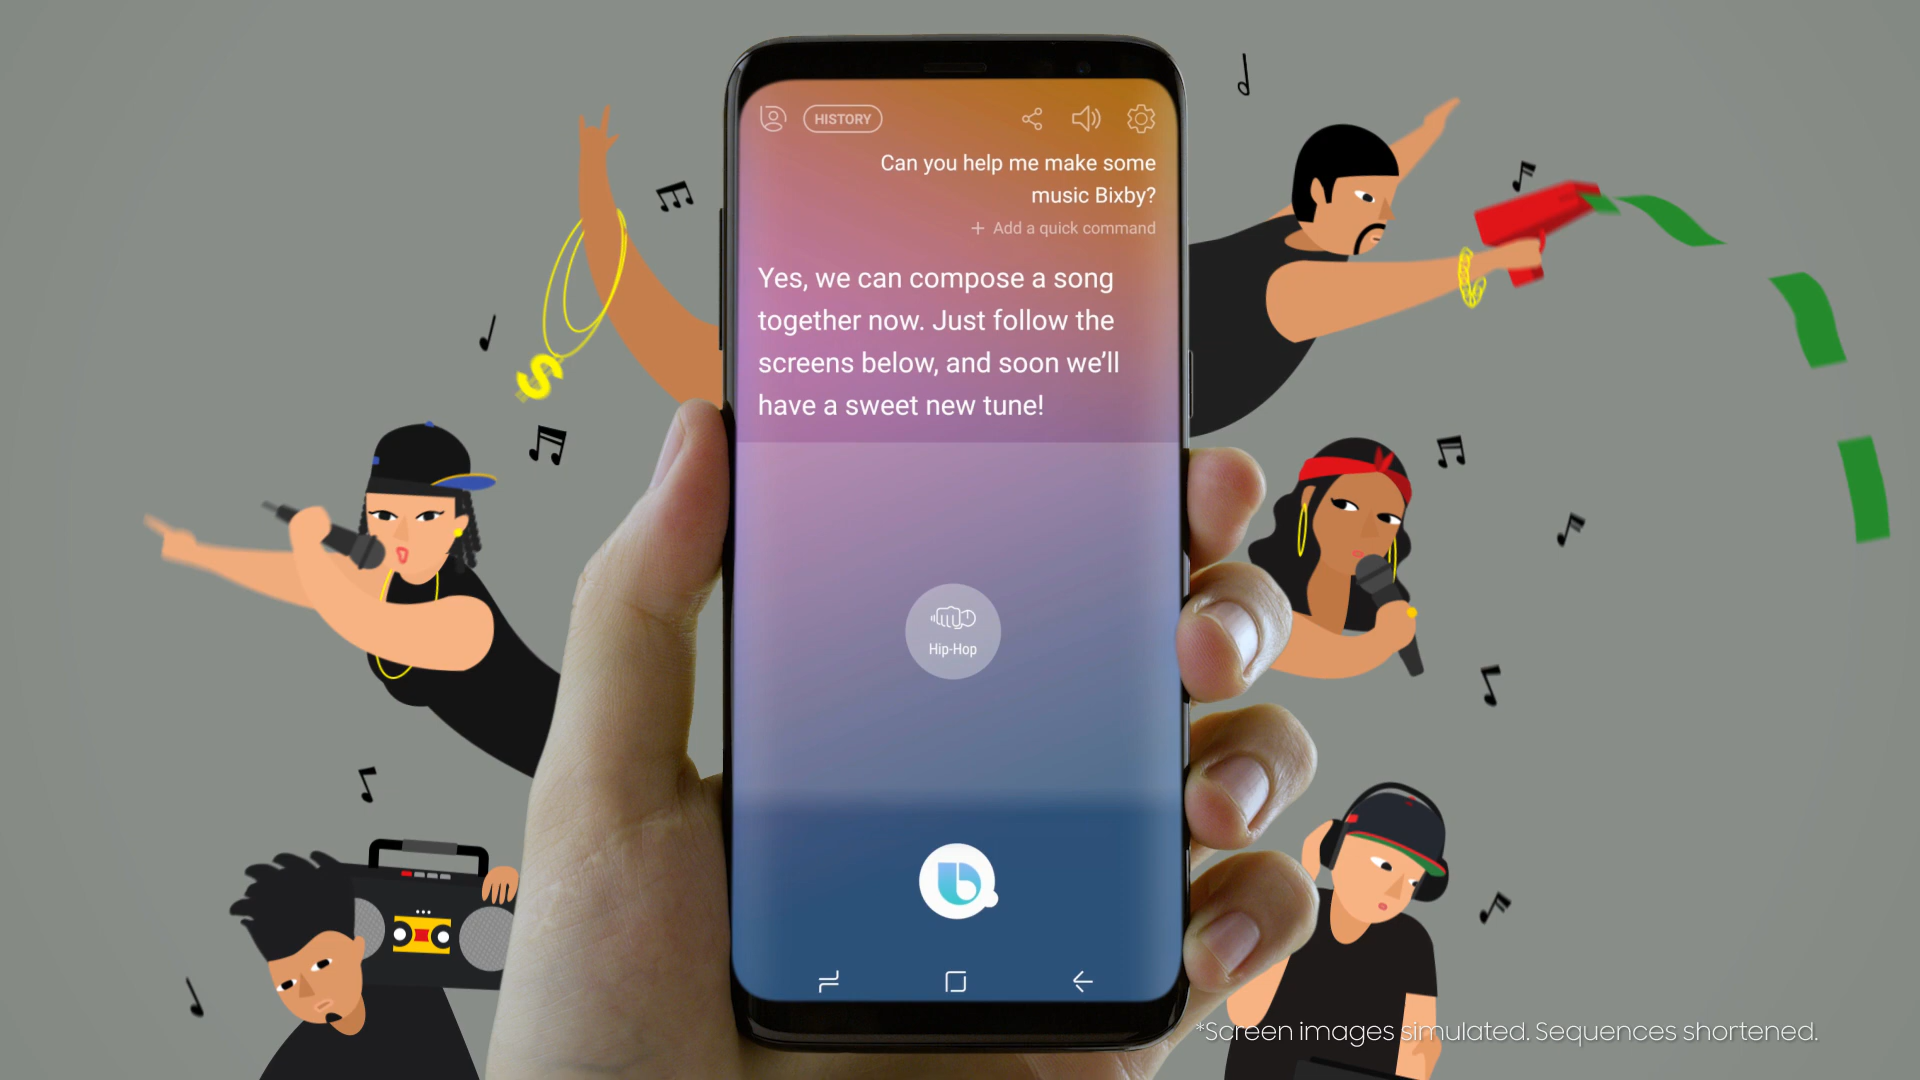 HISTORY
Can you help me make some
music Bixby?
+ Add a quick command
Yes, we can compose a song
together now. Just follow the
screens below, and soon we’ll
have a sweet new tune!
Hip-Hop
$
b
*Screen images simulated. Sequences shortened.